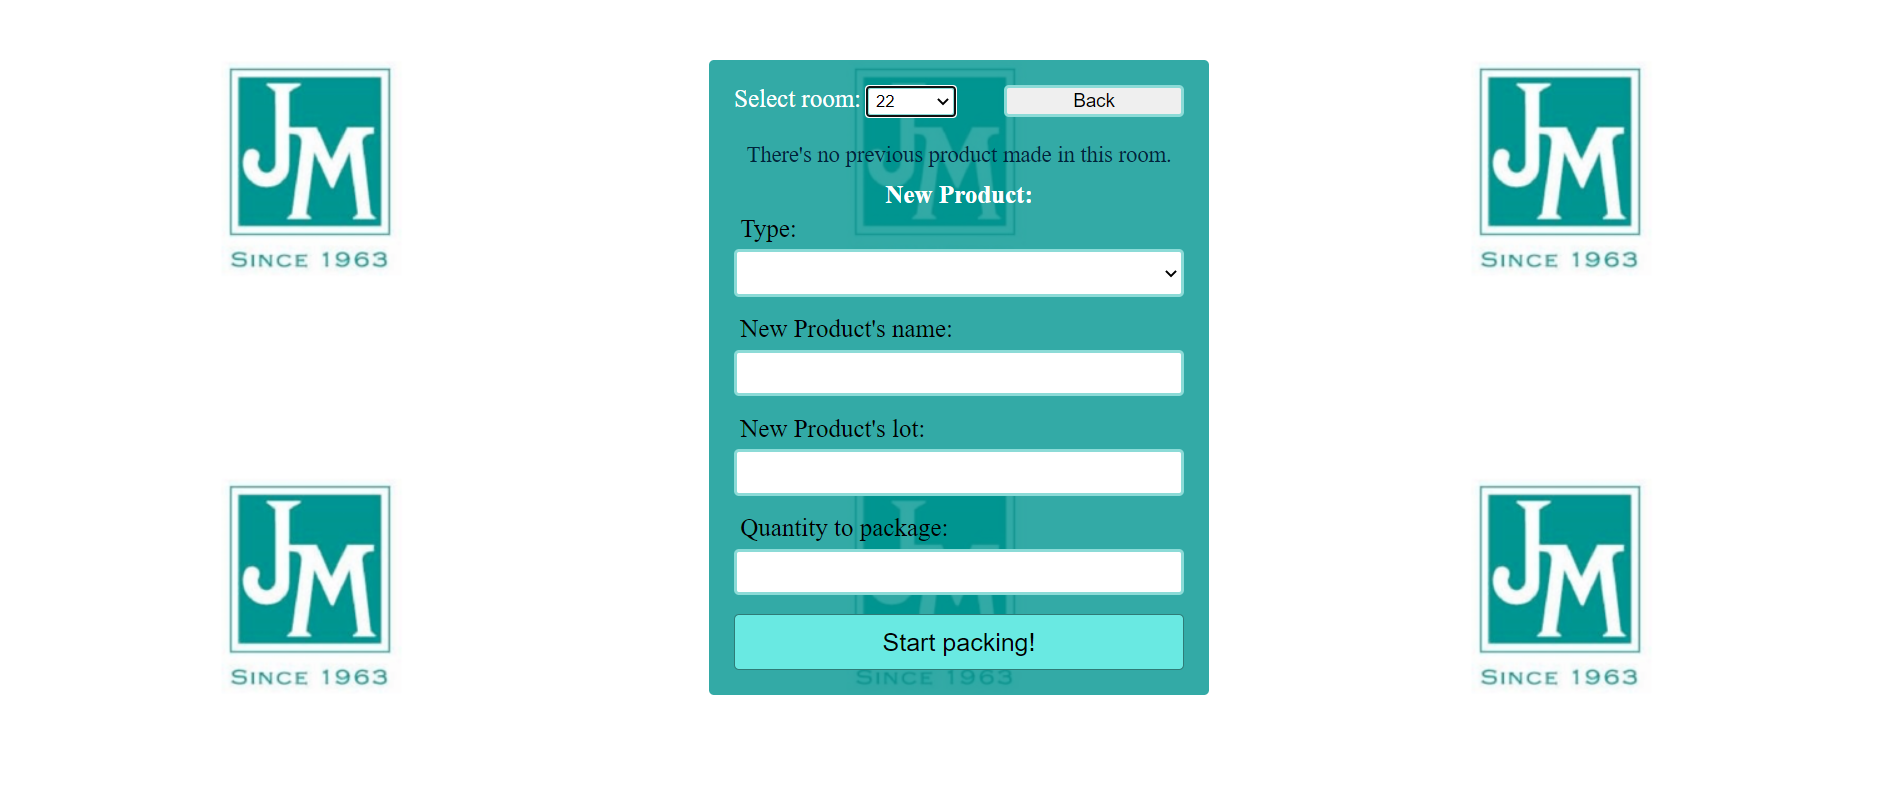 JM
SINCE 1963
Select room: 22
Back
There's no previous product made in this room.
New Product:
Type:
New Product's name:
New Product's lot:
Quantity to package:
Start packing!
SINCE 1963
JM
SINCE 1963
JM
SINCE 1963
JM
SINCE 1963